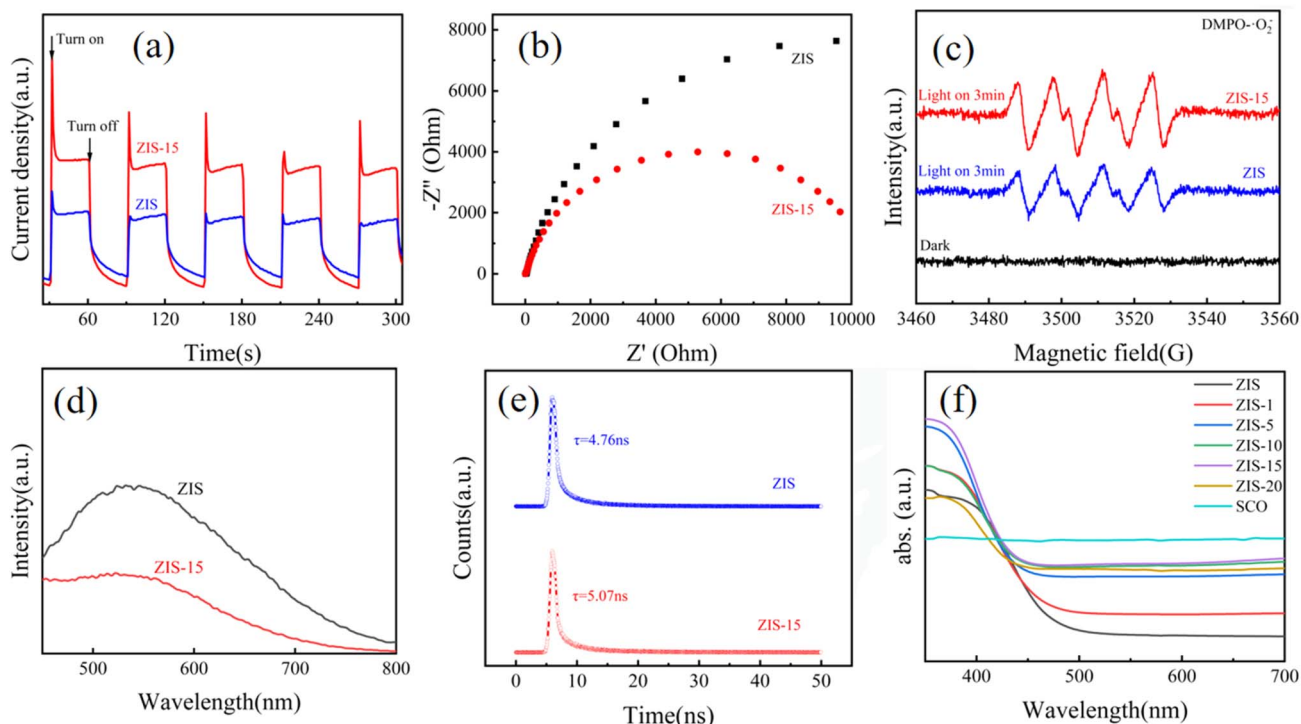 (a)
Turn on
Turn off
ZIS-15
ZIS
Current density(a.u.)
60 120 180 240 300
Time(s)
(b)
8000
6000
4000
2000
0
-Z" (Ohm)
ZIS
ZIS-15
0 2000 4000 6000 8000 10000
Z' (Ohm)
(c)
DMPO-·O₂⁻
Light on 3min
ZIS-15
Light on 3min
ZIS
Dark
Intensity(a.u.)
3460 3480 3500 3520 3540 3560
Magnetic field(G)
(d)
ZIS
ZIS-15
Intensity(a.u.)
500 600 700 800
Wavelength(nm)
(e)
τ=4.76ns
ZIS
τ=5.07ns
ZIS-15
Counts(a.u.)
0 10 20 30 40 50
Time(ns)
(f)
ZIS
ZIS-1
ZIS-5
ZIS-10
ZIS-15
ZIS-20
SCO
abs. (a.u.)
400 500 600 700
Wavelength(nm)